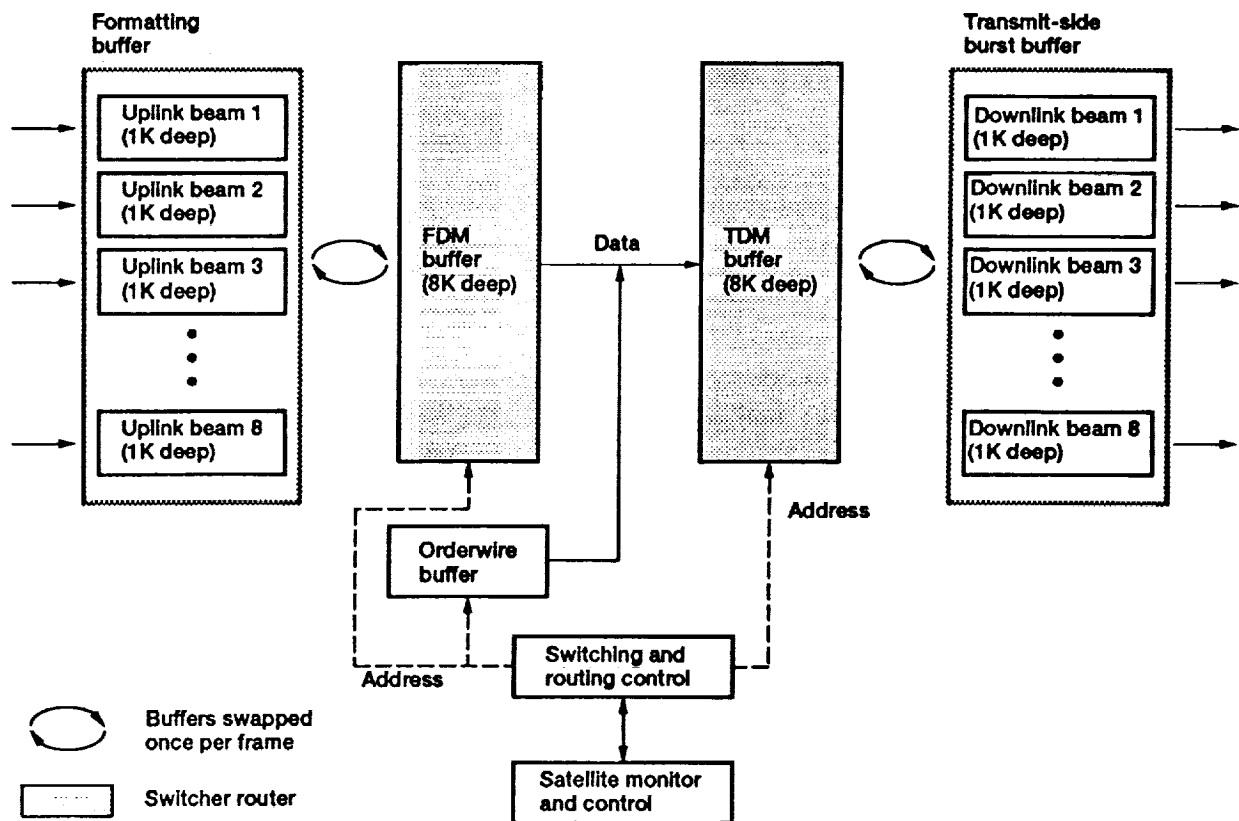 Formatting
buffer
Transmit-side
burst buffer
Uplink beam 1
(1K deep)
Uplink beam 2
(1K deep)
Uplink beam 3
(1K deep)
Uplink beam 8
(1K deep)
FDM
buffer
(8K deep)
Data
TDM
buffer
(8K deep)
Downlink beam 1
(1K deep)
Downlink beam 2
(1K deep)
Downlink beam 3
(1K deep)
Downlink beam 8
(1K deep)
Address
Orderwire
buffer
Switching and
routing control
Address
Buffers swapped
once per frame
Satellite monitor
and control
Switcher router